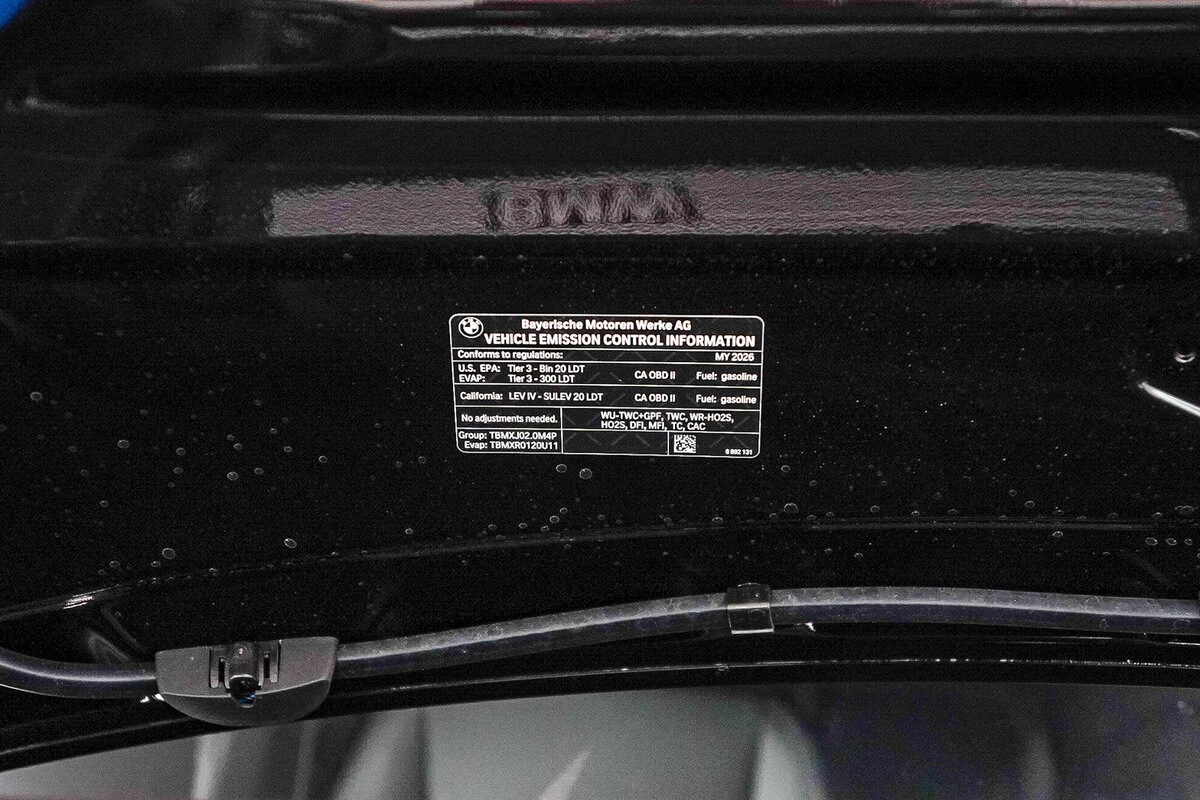 BWM
Bayerische Motoren Werke AG
VEHICLE EMISSION CONTROL INFORMATION
Conforms to regulations: MY 2026
U.S. EPA: Tier 3 - Bin 20 LDT CA OBD II Fuel: gasoline
EVAP: Tier 3 - 300 LDT
California: LEV IV - SULEV 20 LDT CA OBD II Fuel: gasoline
No adjustments needed. WU-TWC+GPF, TWC, WR-HO2S,
HO2S, DFI, MFI, TC, CAC
Group: TBMXJ02.0M4P
Evap: TBMXR0120U11
8 892 131